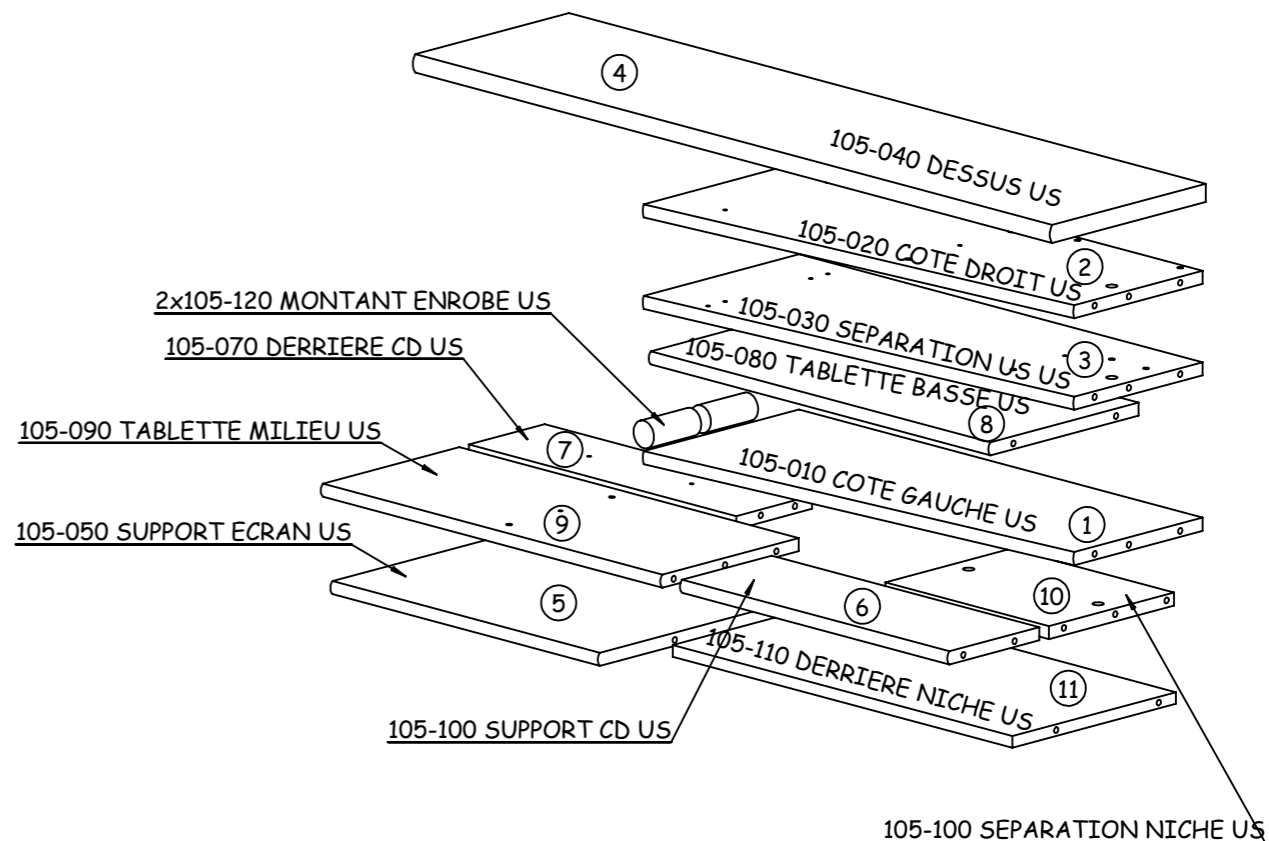 4
105-040 DESSUS US
105-020 COTE DROIT US
2
2x105-120 MONTANT ENROBE US
105-030 SEPARATION US US
3
105-070 DERRIERE CD US
105-080 TABLETTE BASSE US
8
105-090 TABLETTE MILIEU US
7
105-010 COTE GAUCHE US
1
9
105-050 SUPPORT ECRAN US
5
6
10
105-110 DERRIERE NICHE US
11
105-100 SUPPORT CD US
105-100 SEPARATION NICHE US